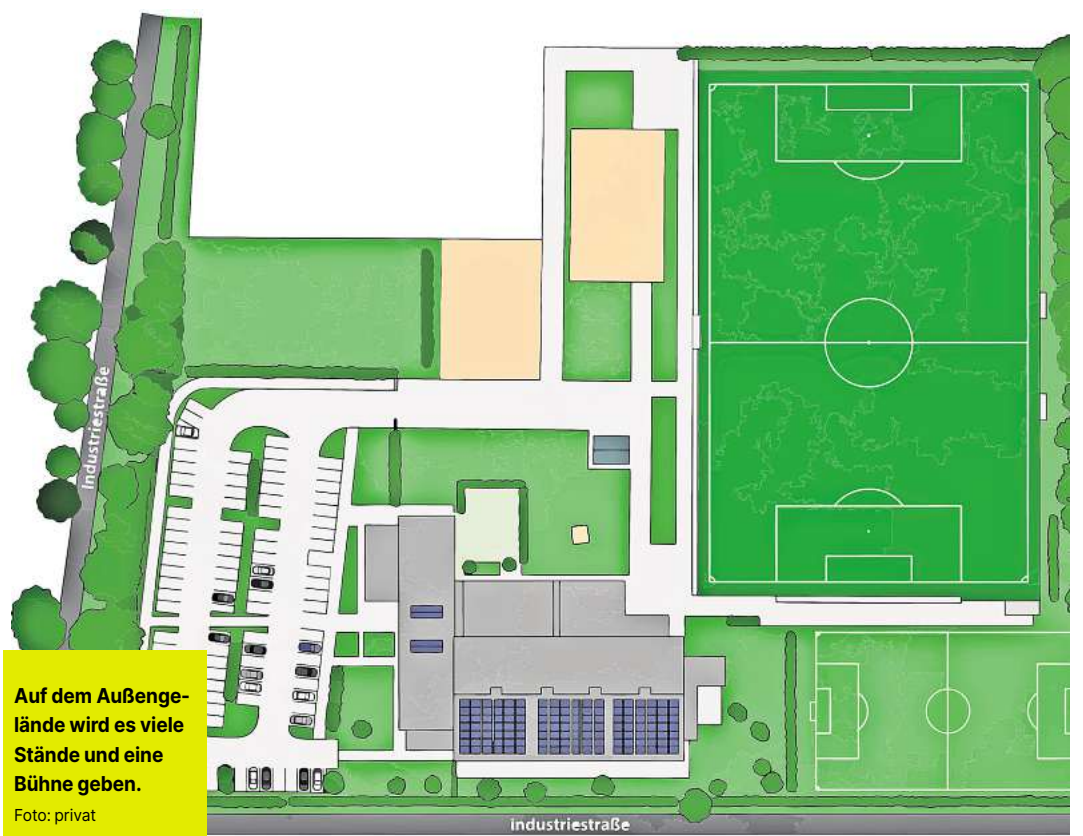 Industriestraße
Auf dem Außenge-
lände wird es viele
Stände und eine
Bühne geben.
Foto: privat
Industriestraße